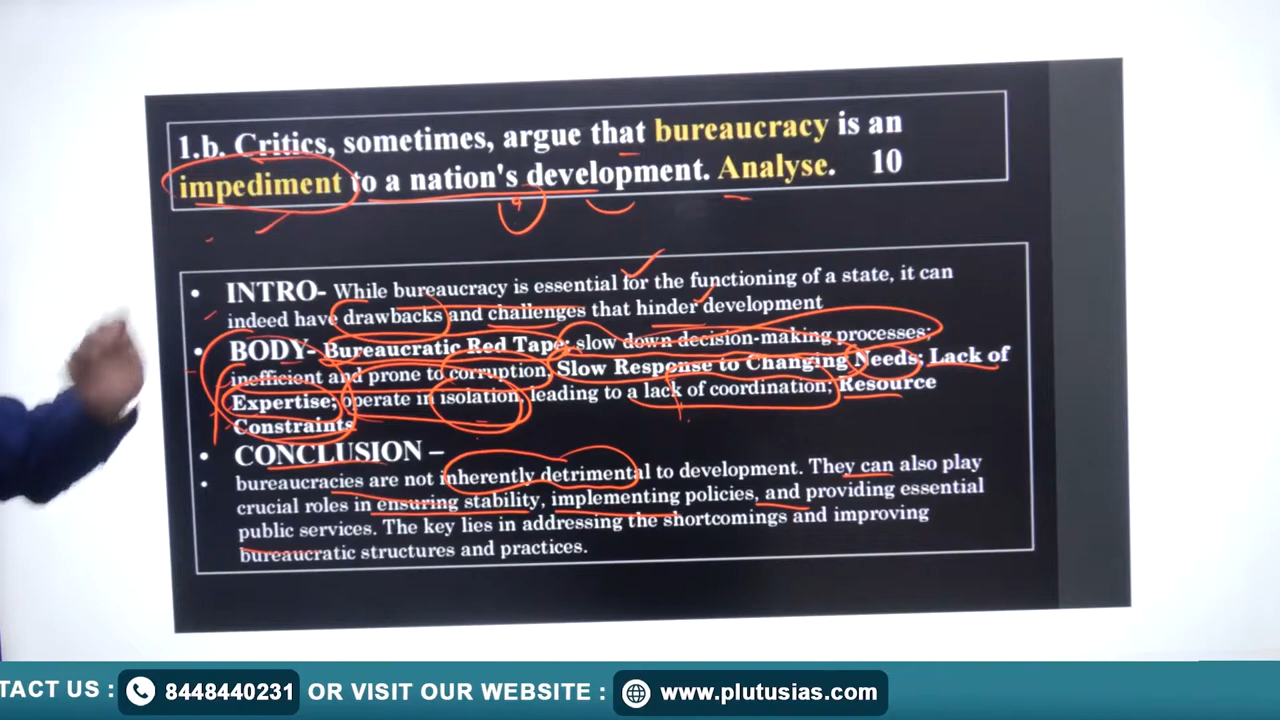 1.b. Critics, sometimes, argue that bureaucracy is an
impediment to a nation's development. Analyse. 10
• INTRO- While bureaucracy is essential for the functioning of a state, it can
indeed have drawbacks and challenges that hinder development
• BODY- Bureaucratic Red Tape; slow down decision-making processes;
inefficient and prone to corruption, Slow Response to Changing Needs; Lack of
Expertise; operate in isolation, leading to a lack of coordination; Resource
Constraints
• CONCLUSION –
• bureaucracies are not inherently detrimental to development. They can also play
crucial roles in ensuring stability, implementing policies, and providing essential
public services. The key lies in addressing the shortcomings and improving
bureaucratic structures and practices.
TACT US : 8448440231 OR VISIT OUR WEBSITE : www.plutusias.com